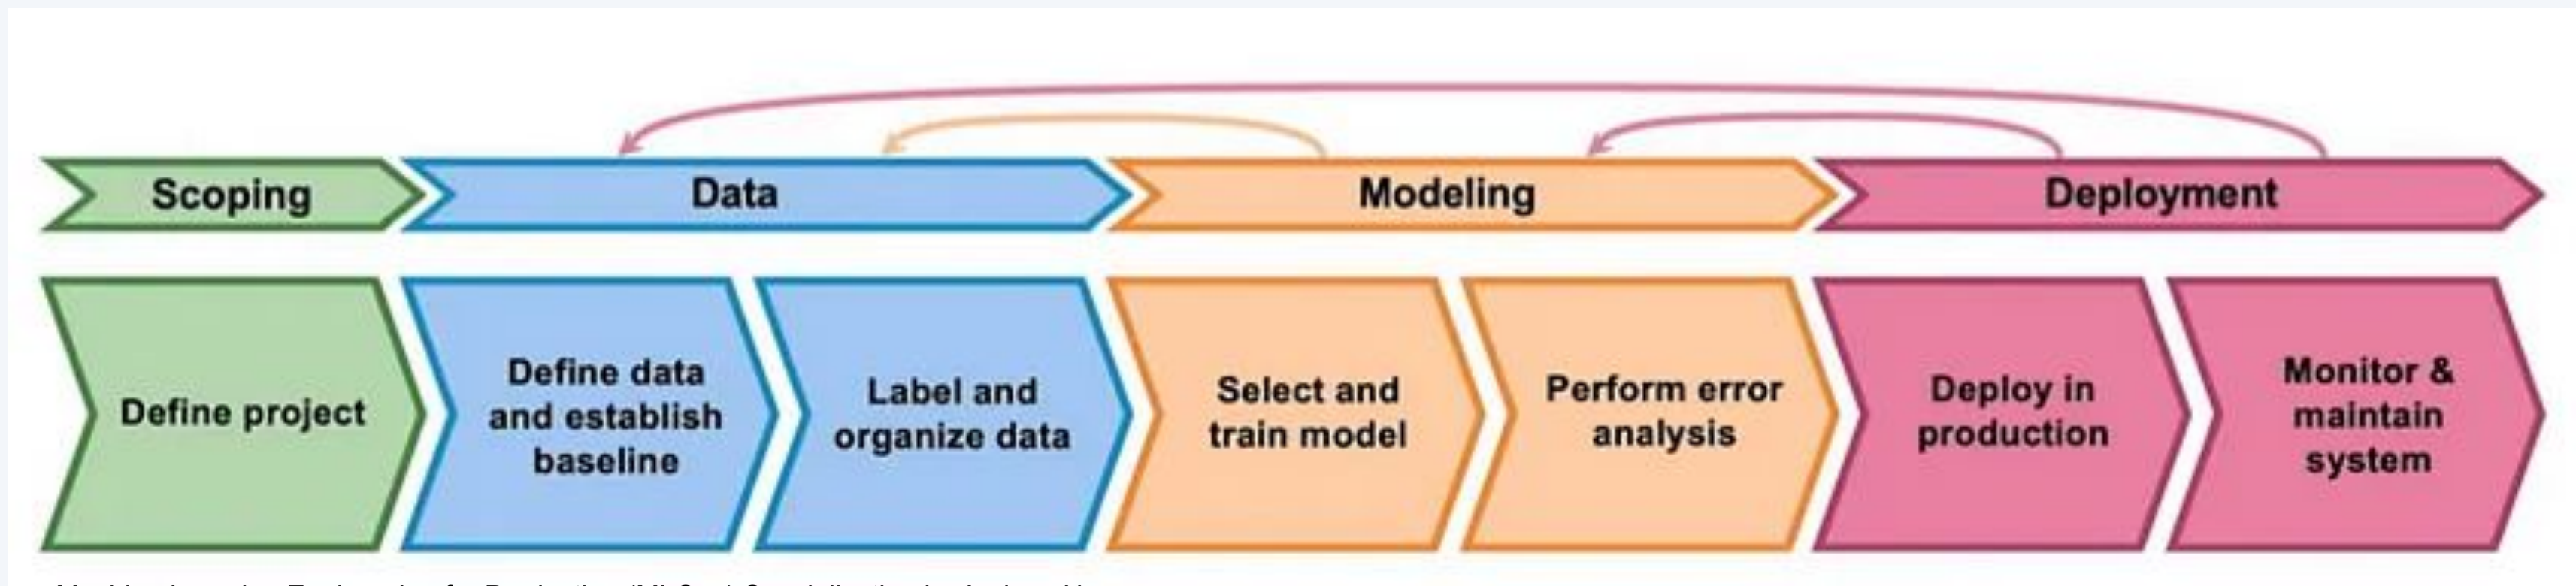 Scoping
Data
Modeling
Deployment
Define project
Define data
and establish
baseline
Label and
organize data
Select and
train model
Perform error
analysis
Deploy in
production
Monitor &
maintain
system